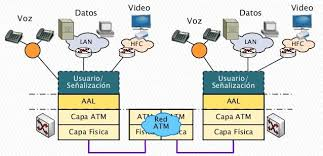 Voz Datos Video Voz Datos Video
LAN HFC LAN HFC
Usuario/ Señalización Usuario/ Señalización
AAL AAL
Capa ATM ATM Red ATM ATM Capa ATM
Capa Física Física Física Capa Física